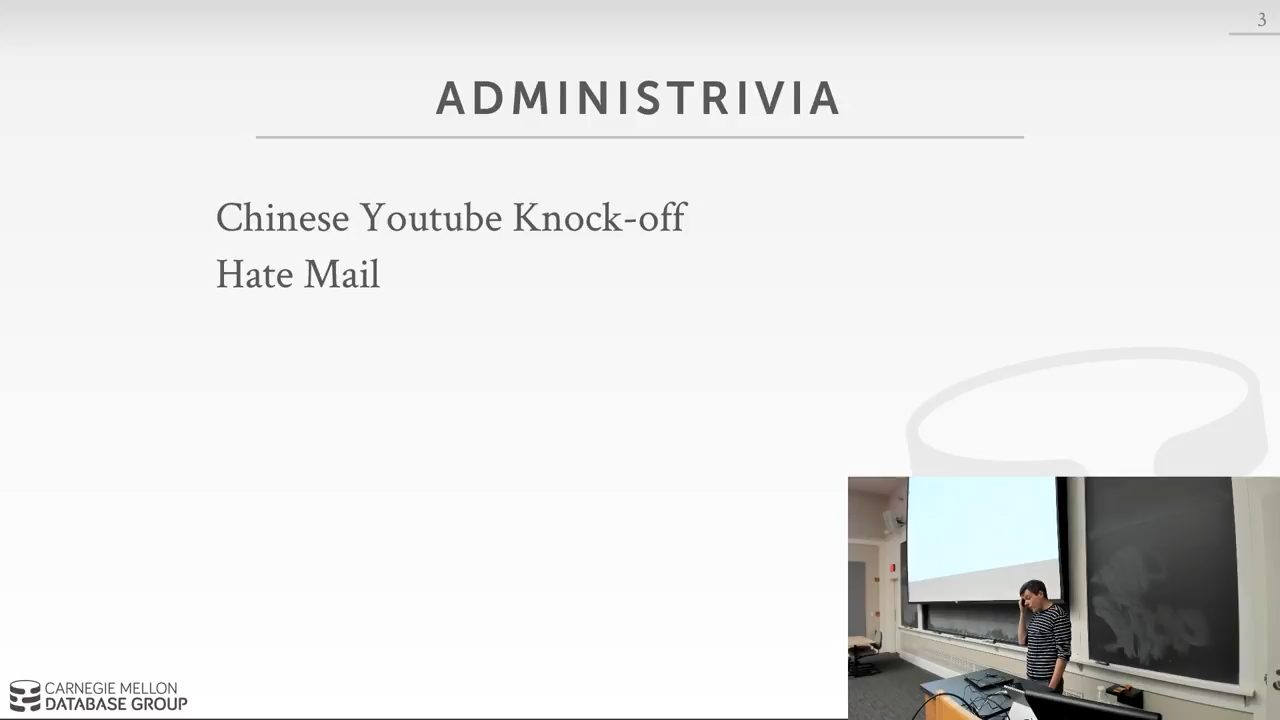 3
ADMINISTRIVIA
Chinese Youtube Knock-off
Hate Mail
CARNEGIE MELLON
DATABASE GROUP